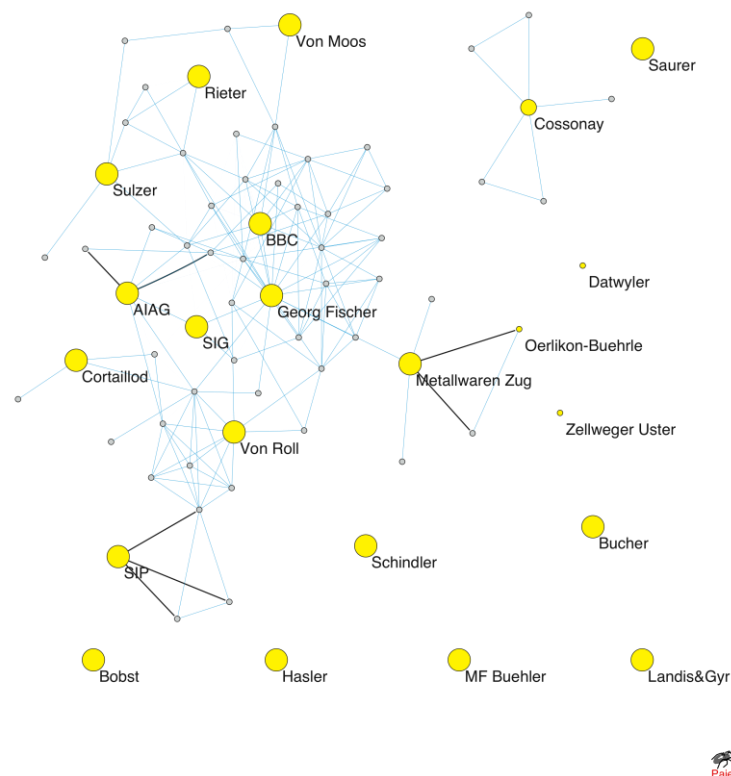 Von Moos
Saurer
Rieter
Cossonay
Sulzer
BBC
Datwyler
AIAG
Georg Fischer
SIG
Oerlikon-Buehrle
Cortaillod
Metallwaren Zug
Zellweger Uster
Von Roll
Bucher
Schindler
SIP
Bobst
Hasler
MF Buehler
Landis&Gyr